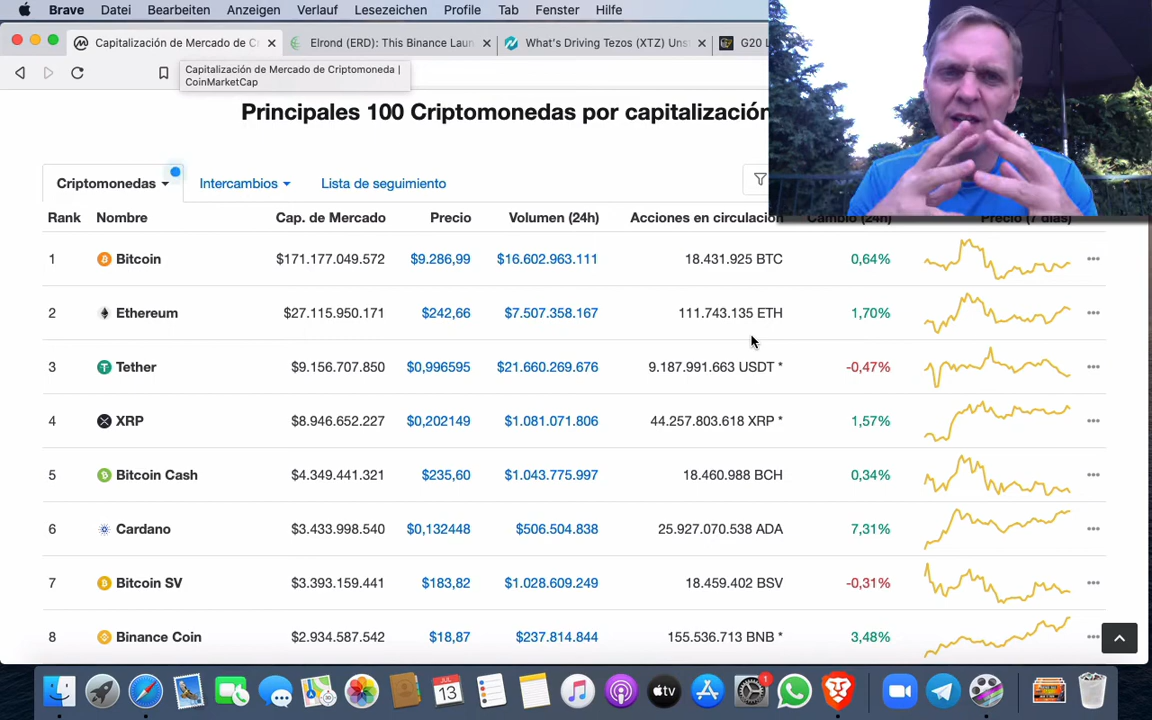 Brave Datei Bearbeiten Anzeigen Verlauf Lesezeichen Profile Tab Fenster Hilfe
Capitalización de Mercado de C Elrond (ERD): This Binance Laun What's Driving Tezos (XTZ) Uns G20 L
Capitalización de Mercado de Criptomoneda |
CoinMarketCap
Principales 100 Criptomonedas por capitalización
Criptomonedas Intercambios Lista de seguimiento
Rank Nombre Cap. de Mercado Precio Volumen (24h) Acciones en circulación Cambio (24h) Precio (7 días)
1 Bitcoin $171.177.049.572 $9.286,99 $16.602.963.111 18.431.925 BTC 0,64%
2 Ethereum $27.115.950.171 $242,66 $7.507.358.167 111.743.135 ETH 1,70%
3 Tether $9.156.707.850 $0,996595 $21.660.269.676 9.187.991.663 USDT * -0,47%
4 XRP $8.946.652.227 $0,202149 $1.081.071.806 44.257.803.618 XRP * 1,57%
5 Bitcoin Cash $4.349.441.321 $235,60 $1.043.775.997 18.460.988 BCH 0,34%
6 Cardano $3.433.998.540 $0,132448 $506.504.838 25.927.070.538 ADA 7,31%
7 Bitcoin SV $3.393.159.441 $183,82 $1.028.609.249 18.459.402 BSV -0,31%
8 Binance Coin $2.934.587.542 $18,87 $237.814.844 155.536.713 BNB * 3,48%
JUL
13
tv
1